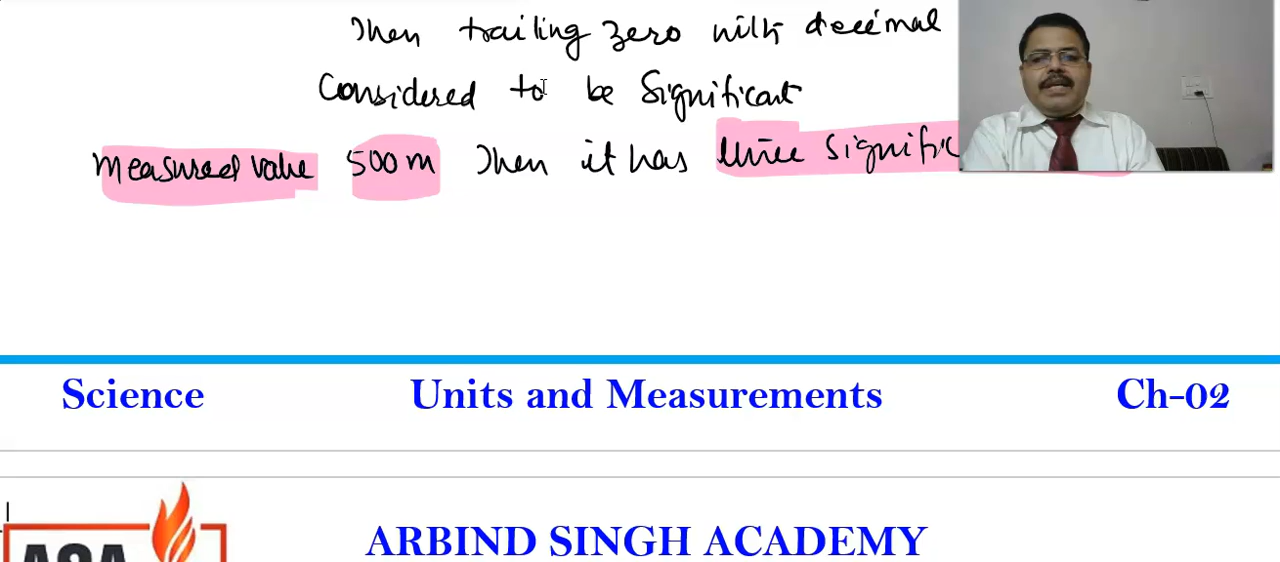 Then trailing zero with decimal
Considered to be Significant
Measured value 500 m Then it has three Signific
Science Units and Measurements Ch-02
ARBIND SINGH ACADEMY
ASA